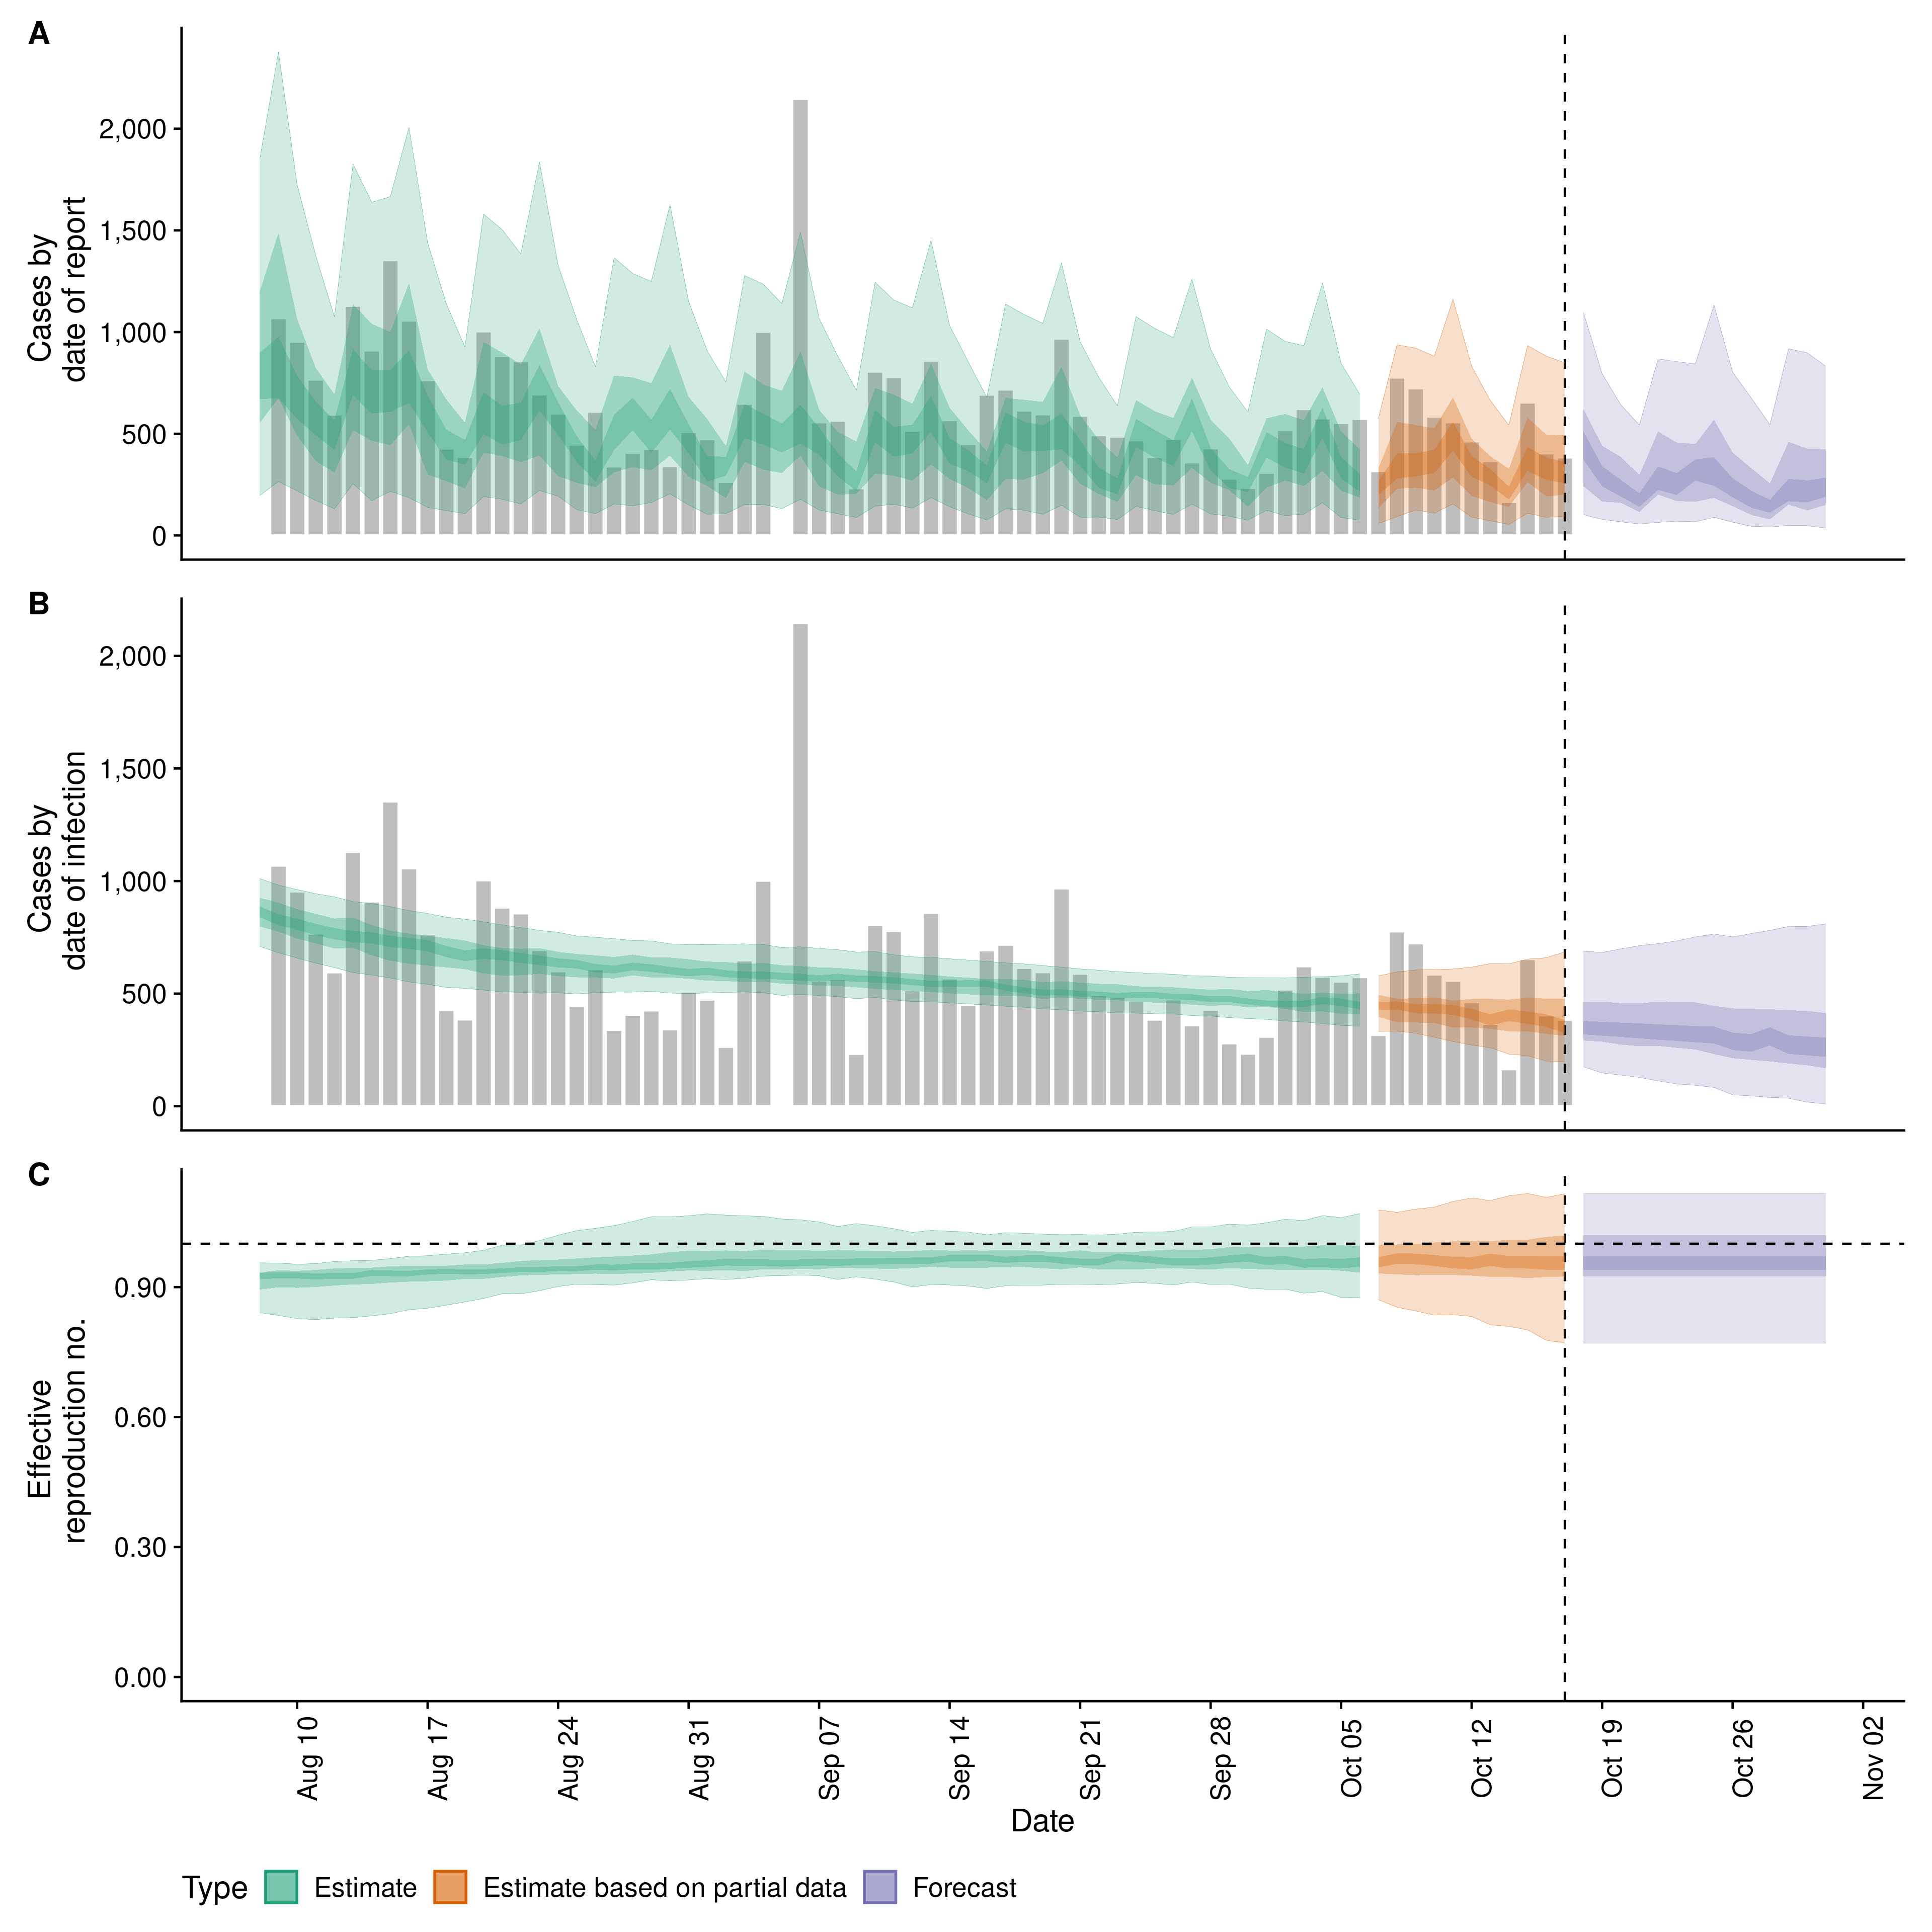 A
Cases by
date of report
2,000
1,500
1,000
500
0
B
Cases by
date of infection
2,000
1,500
1,000
500
0
C
Effective
reproduction no.
0.90
0.60
0.30
0.00
Aug 10
Aug 17
Aug 24
Aug 31
Sep 07
Sep 14
Sep 21
Sep 28
Oct 05
Oct 12
Oct 19
Oct 26
Nov 02
Date
Type Estimate Estimate based on partial data Forecast